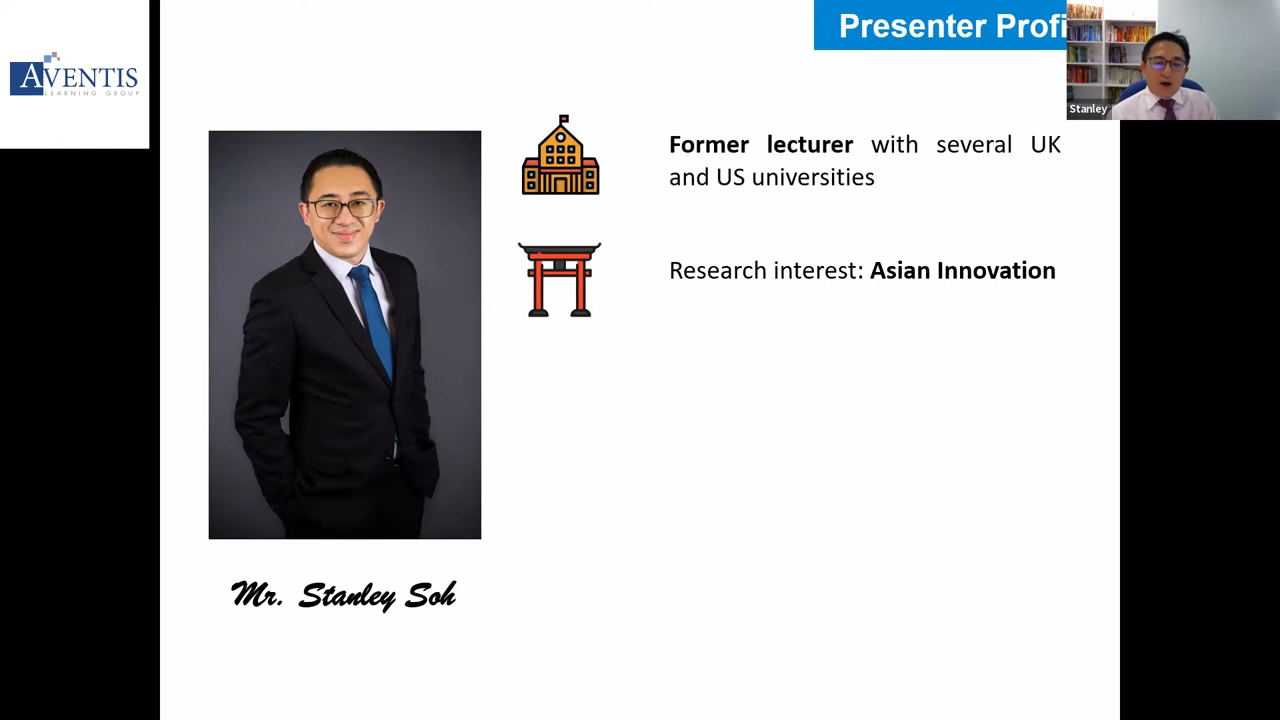 AVENTIS
LEARNING GROUP
Presenter Profi
Stanley
Former lecturer with several UK
and US universities
Research interest: Asian Innovation
Mr. Stanley Soh